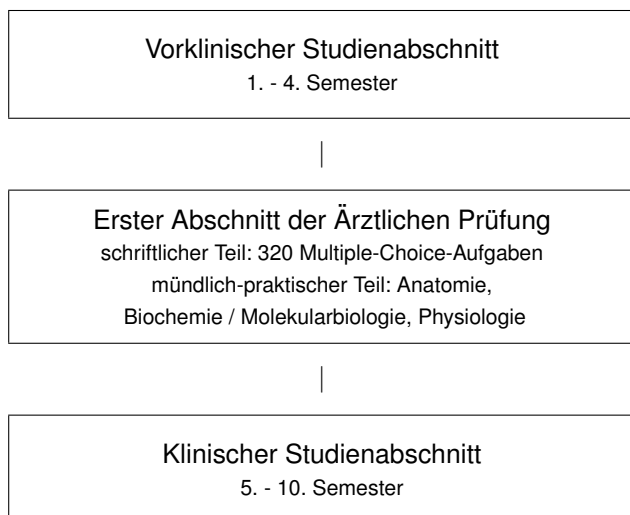 Vorklinischer Studienabschnitt
1. - 4. Semester
Erster Abschnitt der Ärztlichen Prüfung
schriftlicher Teil: 320 Multiple-Choice-Aufgaben
mündlich-praktischer Teil: Anatomie,
Biochemie / Molekularbiologie, Physiologie
Klinischer Studienabschnitt
5. - 10. Semester